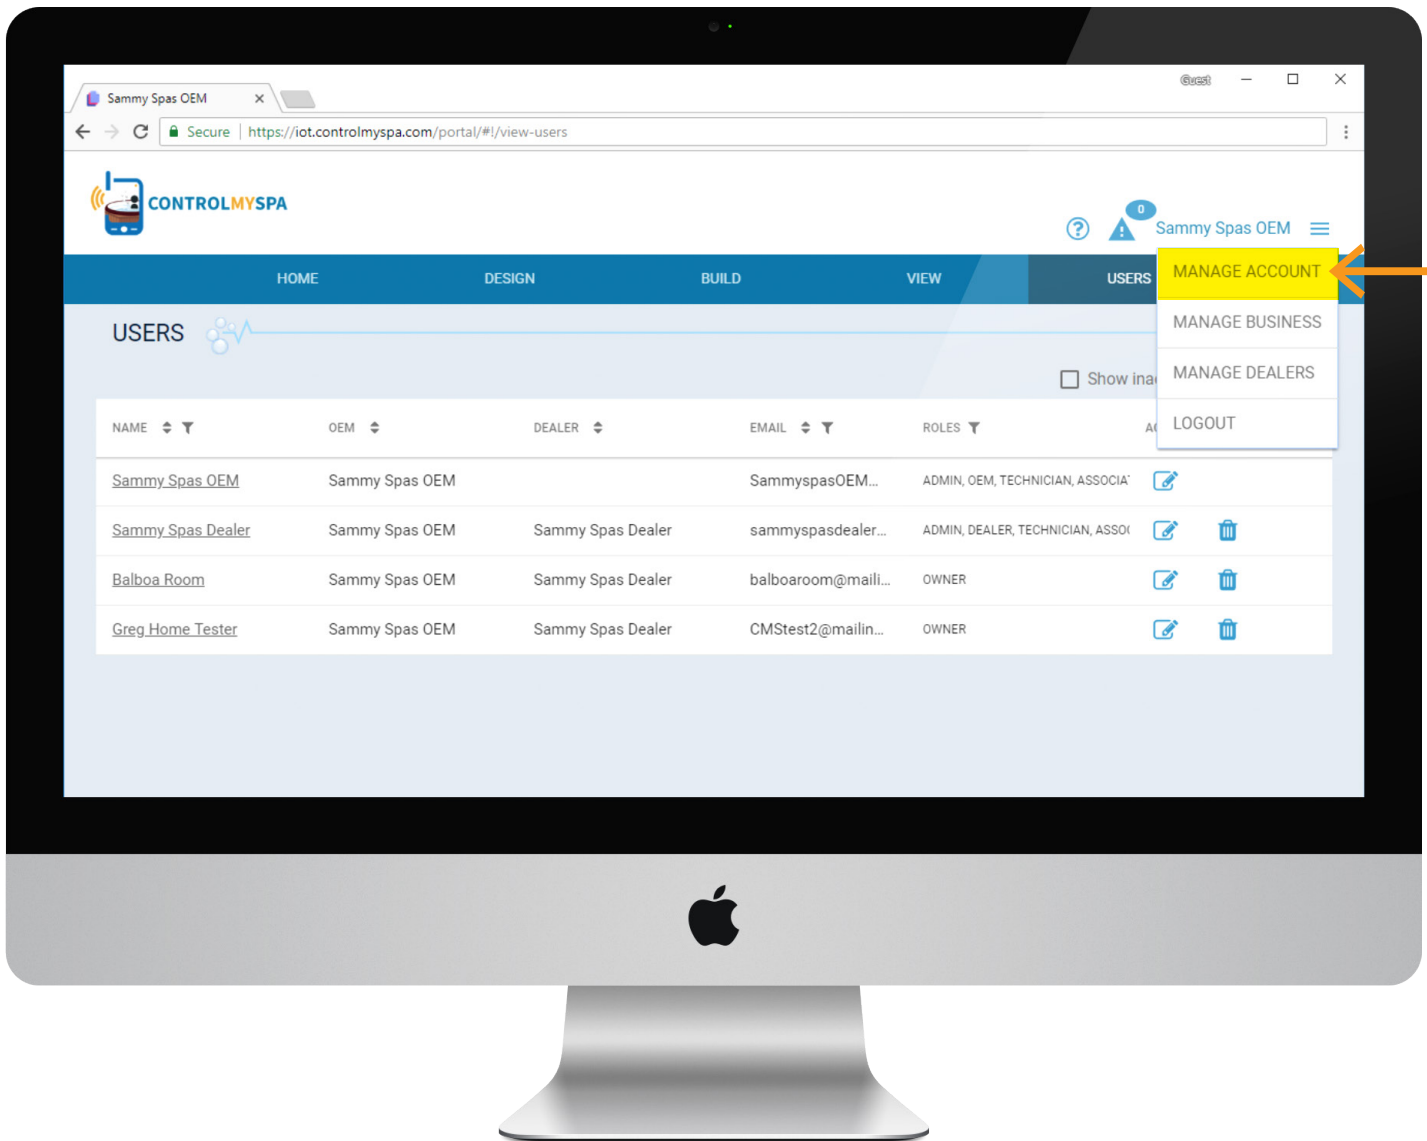 Guest
Sammy Spas OEM
Secure https://iot.controlmyspa.com/portal/#!/view-users
CONTROLMYSPA
0
Sammy Spas OEM
HOME DESIGN BUILD VIEW USERS
MANAGE ACCOUNT
MANAGE BUSINESS
MANAGE DEALERS
LOGOUT
USERS
Show ina
NAME OEM DEALER EMAIL ROLES A
Sammy Spas OEM Sammy Spas OEM SammyspasOEM... ADMIN, OEM, TECHNICIAN, ASSOCIA
Sammy Spas Dealer Sammy Spas OEM Sammy Spas Dealer sammyspasdealer... ADMIN, DEALER, TECHNICIAN, ASSO
Balboa Room Sammy Spas OEM Sammy Spas Dealer balboaroom@maili... OWNER
Greg Home Tester Sammy Spas OEM Sammy Spas Dealer CMStest2@mailin... OWNER